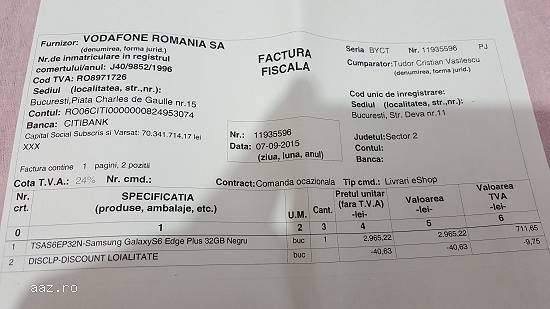 Furnizor: VODAFONE ROMANIA SA
(denumirea, forma jurid.)
Nr.de inmatriculare in registrul
comertului/anul: J40/9852/1996
Cod TVA: RO8971726
Sediul (localitatea, str.,nr.):
Bucuresti,Piata Charles de Gaulle nr.15
Contul: RO06CITI0000000824953074
Banca: CITIBANK
Capital Social Subscris si Varsat: 70.341.714.17 lei
XXX
FACTURA
FISCALA
Seria BYCT Nr. 11935596 PJ
Cumparator: Tudor Cristian Vasilescu
(denumirea, forma jurid.)
Cod unic de inregistrare:
Sediul (localitatea, str.,nr.):
Bucuresti, Str. Deva nr.11
Judetul: Sector 2
Contul:
Banca:
Nr.: 11935596
Data: 07-09-2015
(ziua, luna, anul)
Factura contine 1 pagini, 2 pozitii
Cota T.V.A.: 24% Nr. cmd.: Contract: Comanda ocazionala Tip cmd.: Livrari eShop
Nr. crt. SPECIFICATIA (produse, ambalaje, etc.) U.M. Cant. Pretul unitar (fara T.V.A) -lei- Valoarea -lei- Valoarea TVA -lei-
0 1 2 3 4 5 6
1 TSAS6EP32N-Samsung GalaxyS6 Edge Plus 32GB Negru buc 1 2.965,22 2.965,22 711,65
2 DISCLP-DISCOUNT LOIALITATE buc -40,63 -40,63 -9,75
aaz.ro